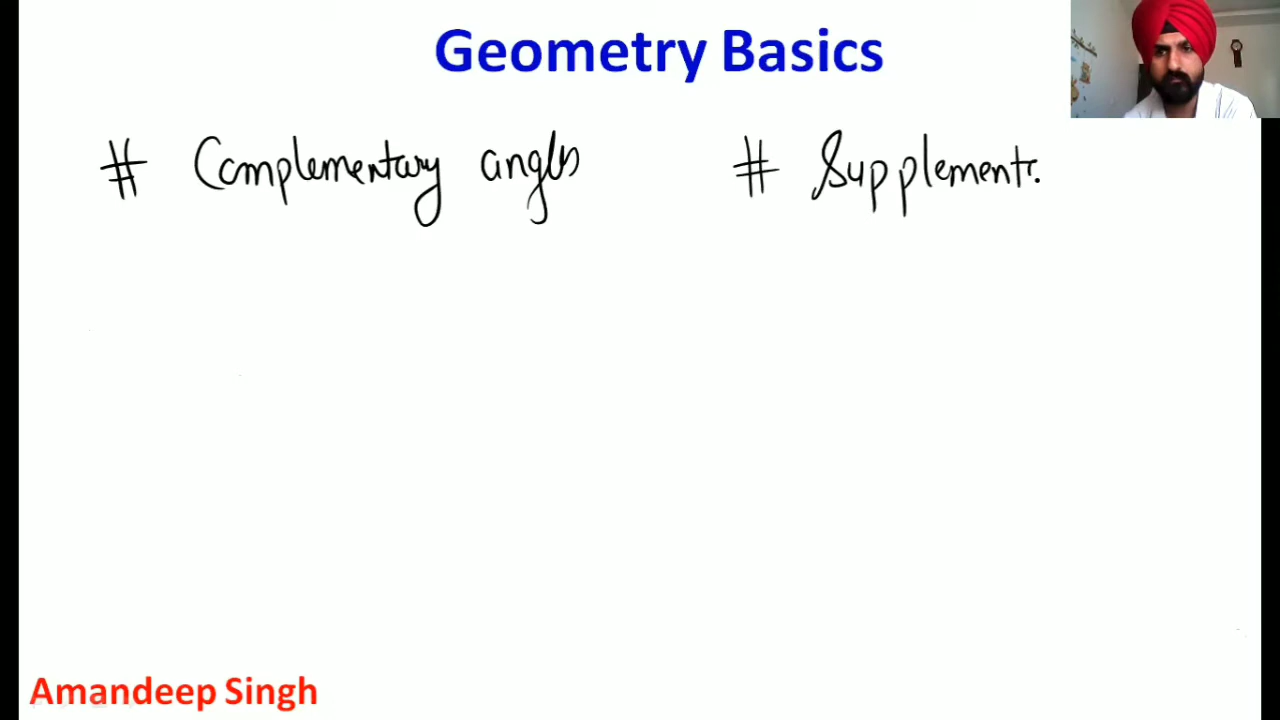 Geometry Basics
# Complementary angles # Supplementr.
Amandeep Singh